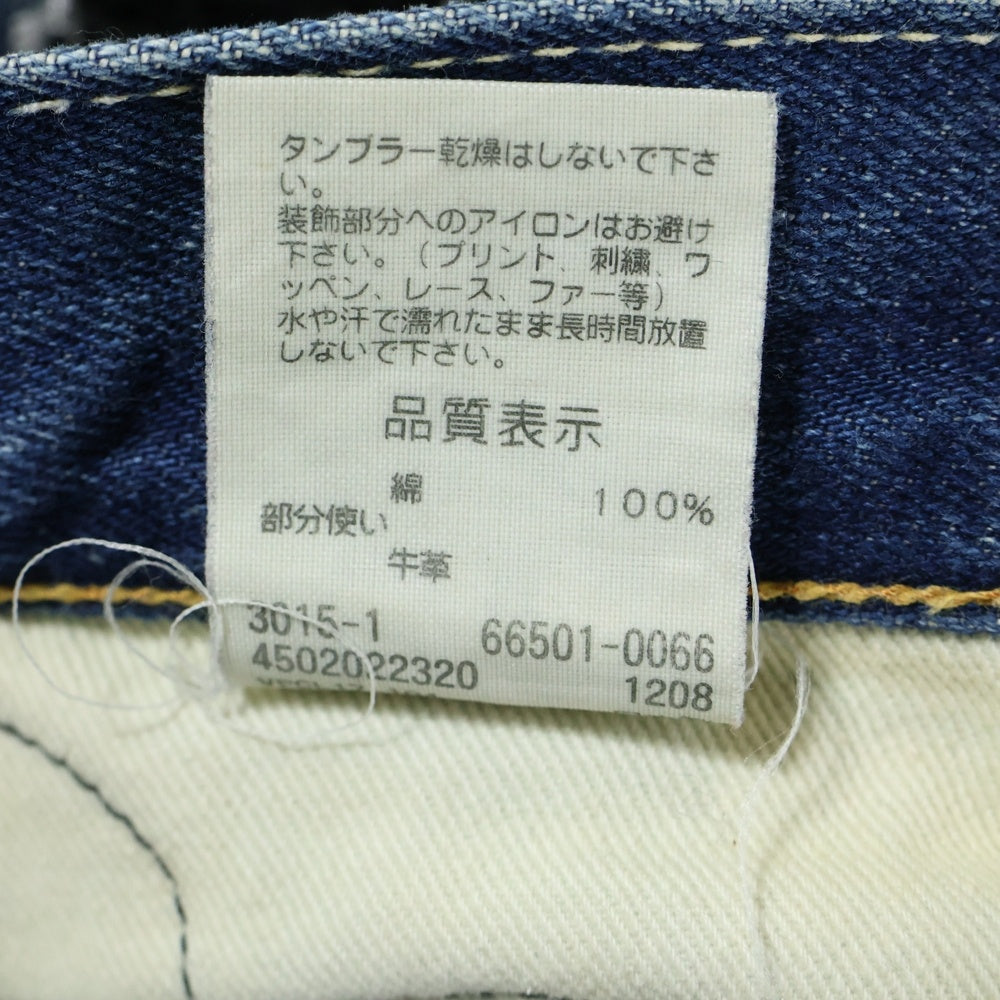 タンブラー乾燥はしないで下さ
い。
装飾部分へのアイロンはお避け
下さい。（プリント、刺繍、ワ
ッペン、レース、ファー等）
水や汗で濡れたまま長時間放置
しないで下さい。
品質表示
綿 100%
部分使い
牛革
3015-1 66501-0066
4502022320 1208